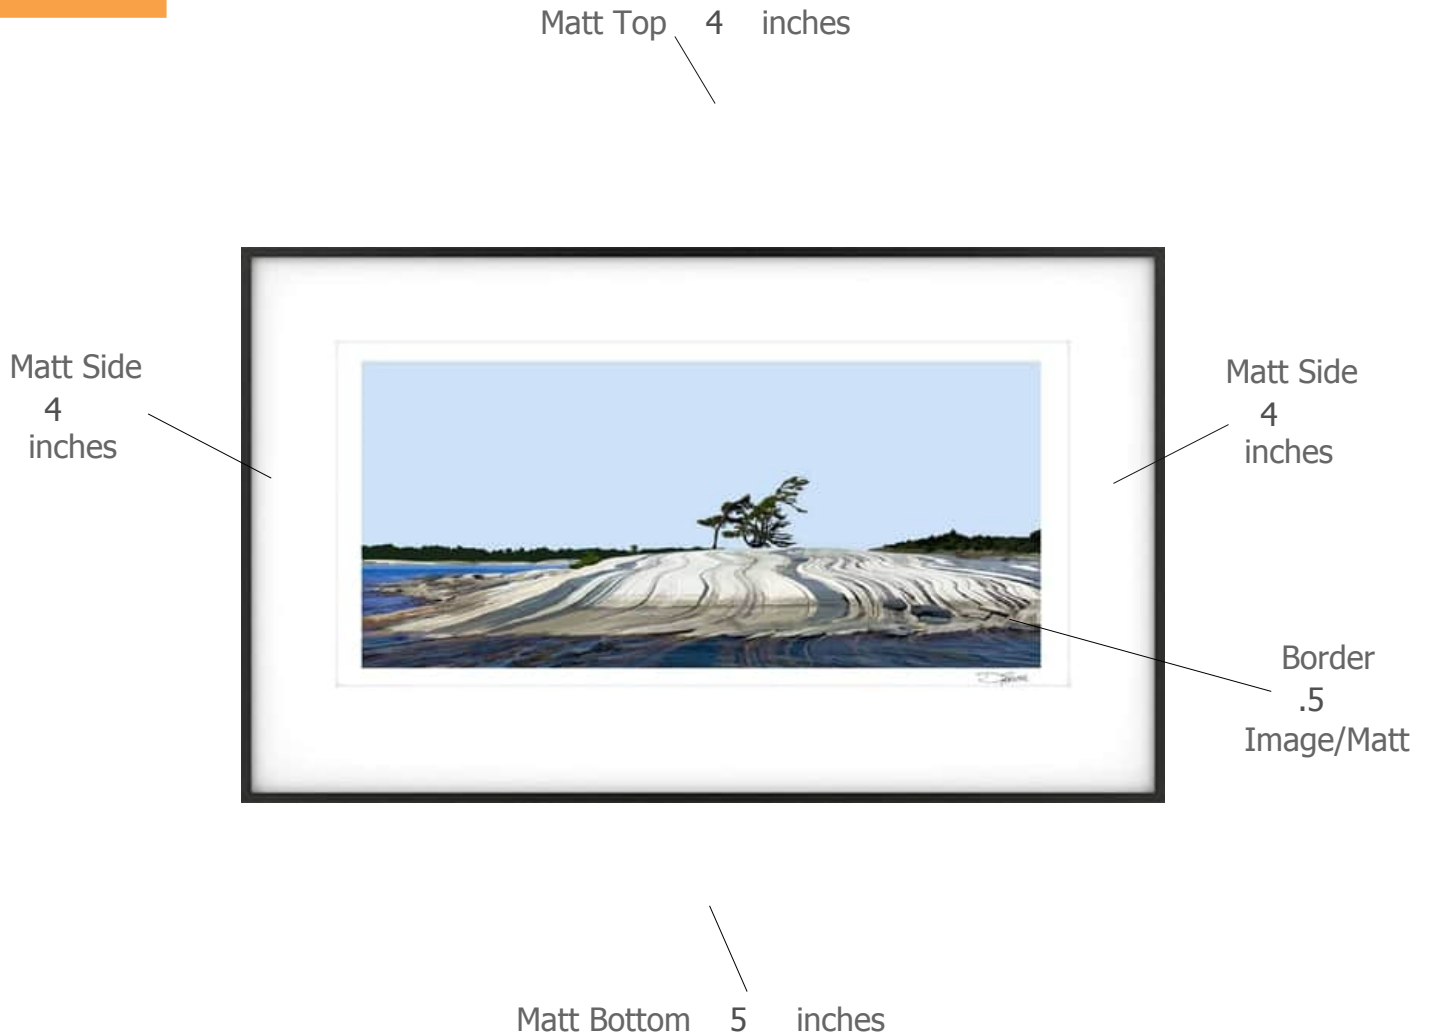 Matt Top 4 inches
Matt Side
4
inches
Matt Side
4
inches
Border
.5
Image/Matt
Matt Bottom 5 inches